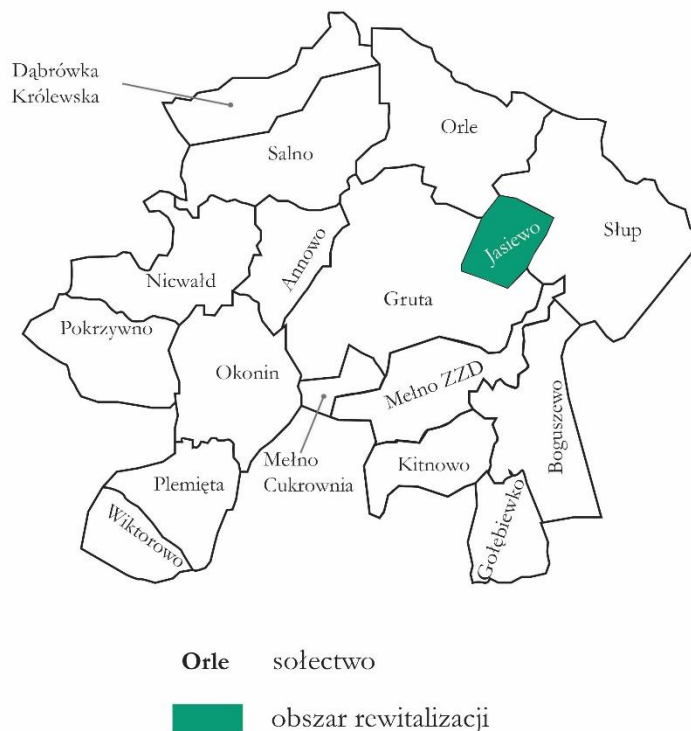 Dąbrówka
Królewska
Orle
Salno
Słup
Jasiewo
Annowo
Nicwałd
Gruta
Pokrzywno
Okonin
Mełno ZZD
Boguszewo
Mełno
Cukrownia
Kitnowo
Plemięta
Gołębiewko
Wiktorowo
Orle sołectwo
obszar rewitalizacji